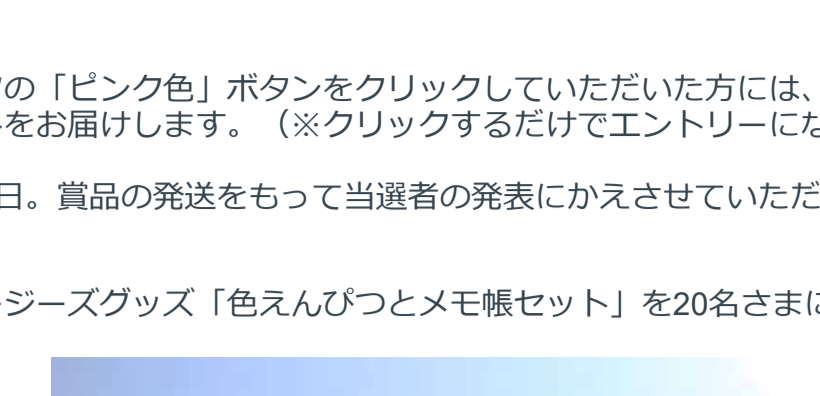 の「ピンク色」ボタンをクリックしていただいた方には、
をお届けします。（※クリックするだけでエントリーにな
日。賞品の発送をもって当選者の発表にかえさせていただ
ジーズグッズ「色えんぴつとメモ帳セット」を20名さまに